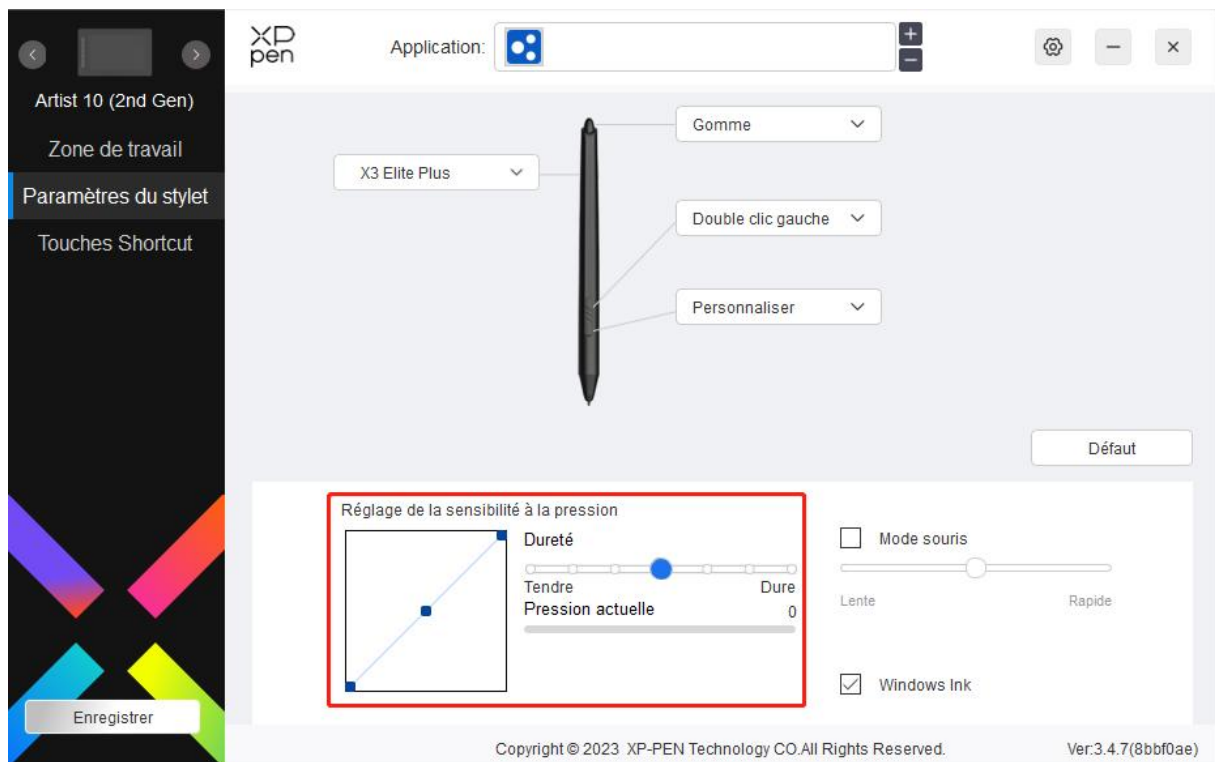 XP
pen
Application:
+
−
Artist 10 (2nd Gen)
Zone de travail
Paramètres du stylet
Touches Shortcut
Gomme
X3 Elite Plus
Double clic gauche
Personnaliser
Défaut
Réglage de la sensibilité à la pression
Dureté
Tendre Dure
Pression actuelle 0
Mode souris
Lente Rapide
Windows Ink
Enregistrer
Copyright © 2023 XP-PEN Technology CO.All Rights Reserved. Ver:3.4.7(8bbf0ae)